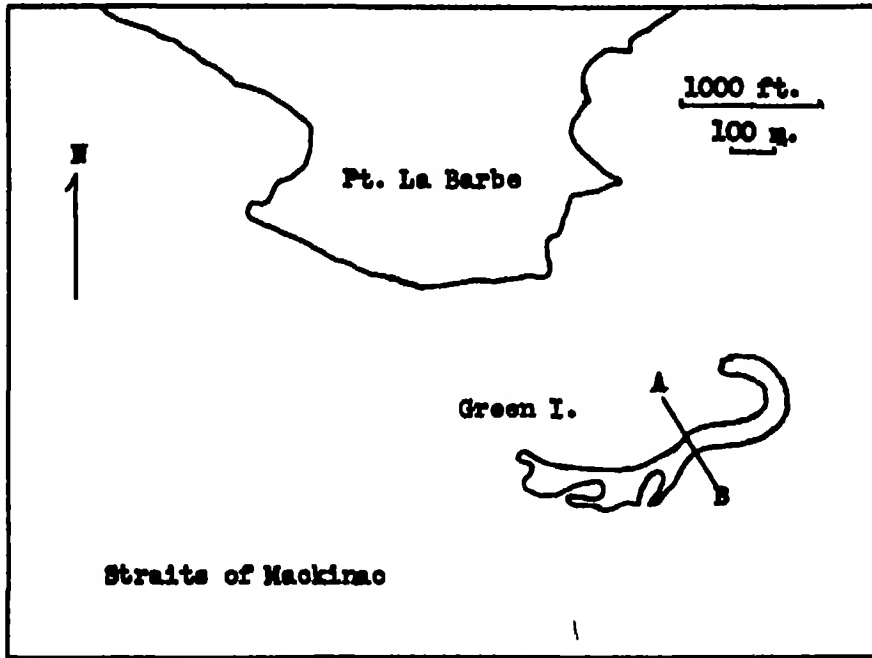 1000 ft.
100 m.
N
Pt. La Barbe
A
Green I.
B
Straits of Mackinac